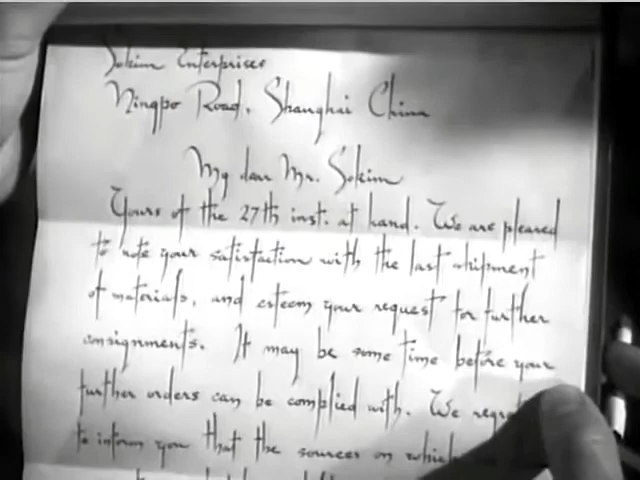 Sokim Enterprises
Ningpo Road, Shanghai China
My dear Mr. Sokim
Yours of the 27th inst. at hand. We are pleased
to note your satisfaction with the last shipment
of materials, and esteem your request for further
consignments. It may be some time before your
further orders can be complied with. We regret
to inform you that the sources on which